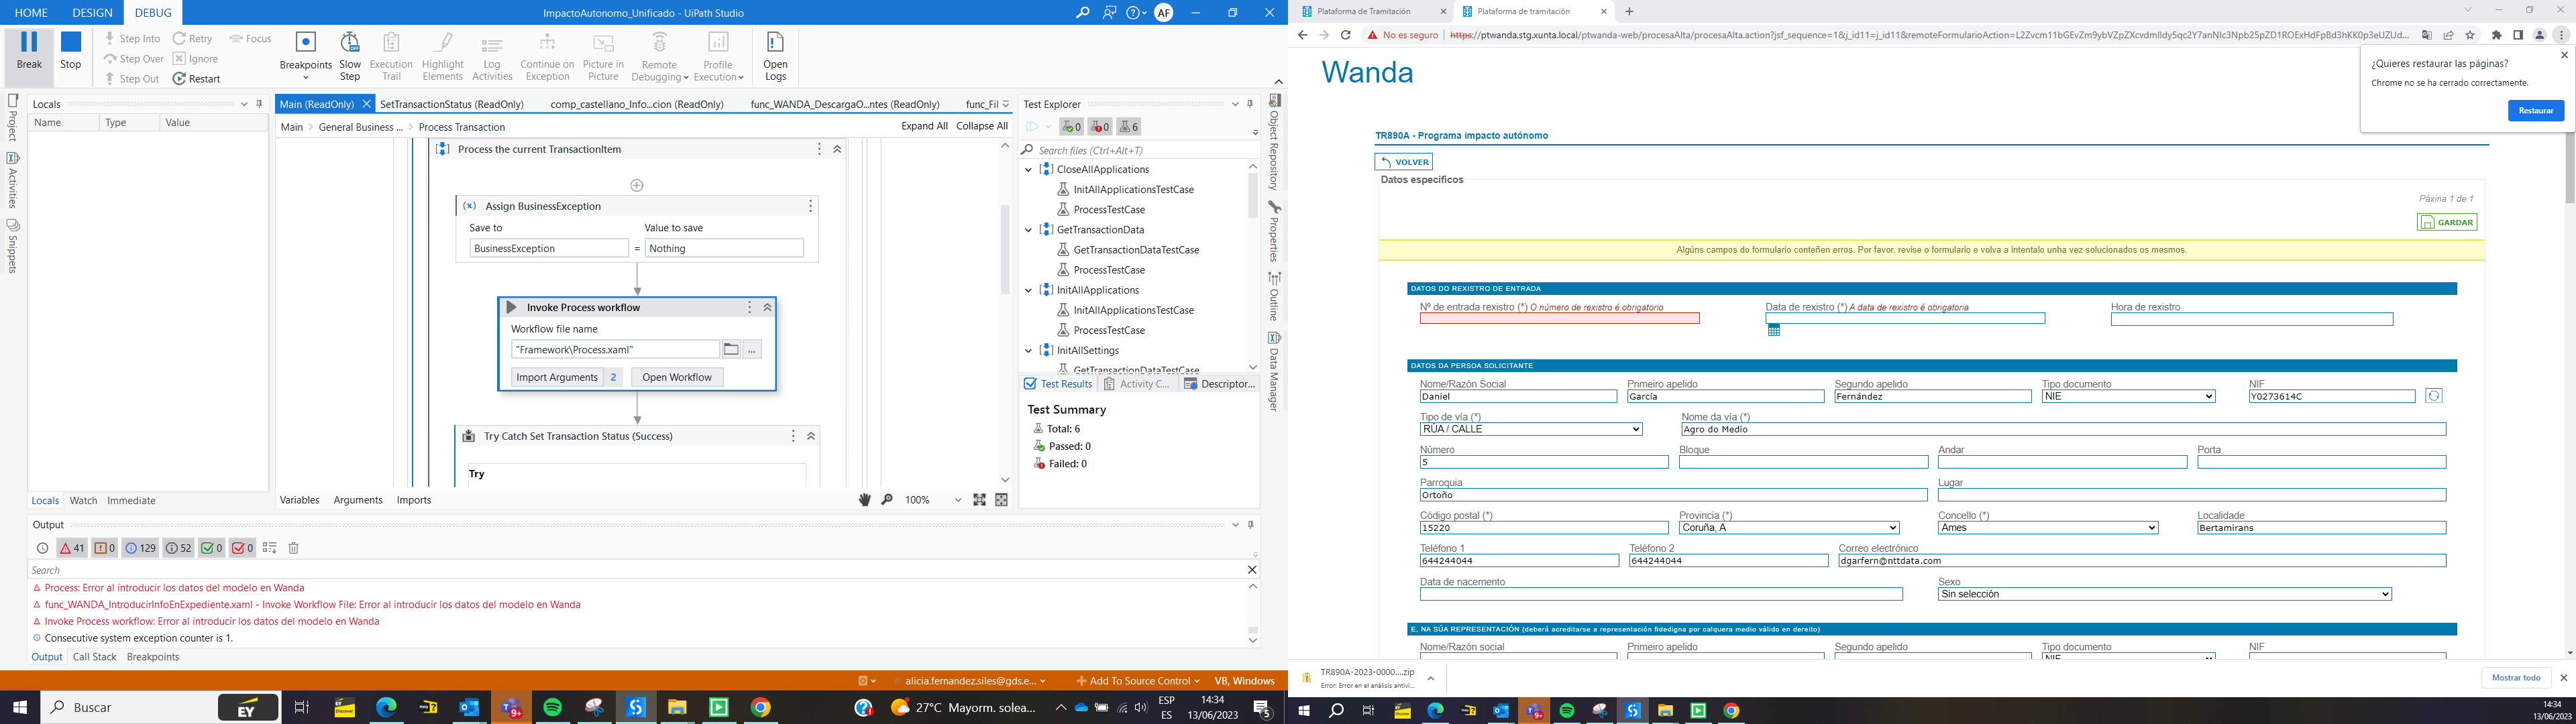 HOME DESIGN DEBUG ImpactoAutonomo_Unificado - UiPath Studio AF
Break Stop Step Into Step Over Step Out Retry Ignore Restart Focus Breakpoints Slow Step Execution Trail Highlight Elements Log Activities Continue on Exception Picture in Picture Remote Debugging Profile Execution Open Logs
Project
Activities
Snippets
Locals
Name Type Value
Locals Watch Immediate
Main (ReadOnly) SetTransactionStatus (ReadOnly) comp_castellano_Info...cion (ReadOnly) func_WANDA_DescargaO...ntes (ReadOnly) func_Fil
Main > General Business ... > Process Transaction Expand All Collapse All
Process the current TransactionItem
Assign BusinessException
Save to Value to save
BusinessException = Nothing
Invoke Process workflow
Workflow file name
"Framework\Process.xaml" ...
Import Arguments 2 Open Workflow
Try Catch Set Transaction Status (Success)
Try
Variables Arguments Imports 100%
Test Explorer
0 0 6
Search files (Ctrl+Alt+T)
CloseAllApplications
InitAllApplicationsTestCase
ProcessTestCase
GetTransactionData
GetTransactionDataTestCase
ProcessTestCase
InitAllApplications
InitAllApplicationsTestCase
ProcessTestCase
InitAllSettings
GetTransactionDataTestCase
Test Results Activity C... Descriptor...
Test Summary
Total: 6
Passed: 0
Failed: 0
Object Repository
Properties
Outline
Data Manager
Output
41 0 129 52 0 0
Search
Process: Error al introducir los datos del modelo en Wanda
func_WANDA_IntroducirInfoEnExpediente.xaml - Invoke Workflow File: Error al introducir los datos del modelo en Wanda
Invoke Process workflow: Error al introducir los datos del modelo en Wanda
Consecutive system exception counter is 1.
Output Call Stack Breakpoints
alicia.fernandez.siles@gds.e... Add To Source Control VB, Windows
Buscar EY 27°C Mayorm. solea... ESP ES 14:34 13/06/2023 5
Plataforma de Tramitación Plataforma de tramitación
No es seguro https://ptwanda.stg.xunta.local/ptwanda-web/procesaAlta/procesaAlta.action?jsf_sequence=1&j_id11=j_id11&remoteFormularioAction=
¿Quieres restaurar las páginas?
Chrome no se ha cerrado correctamente.
Restaurar
Wanda
TR890A - Programa impacto autónomo
VOLVER
Datos específicos
Páxina 1 de 1
GARDAR
Algúns campos do formulario conteñen erros. Por favor, revise o formulario e volva a intentalo unha vez solucionados os mesmos.
DATOS DO REXISTRO DE ENTRADA
Nº de entrada rexistro (*) O número de rexistro é obrigatorio Data de rexistro (*) A data de rexistro é obrigatoria Hora de rexistro
DATOS DA PERSOA SOLICITANTE
Nome/Razón Social Primeiro apelido Segundo apelido Tipo documento NIF
Daniel García Fernández NIE Y0273614C
Tipo de vía (*) Nome da vía (*)
RÚA / CALLE Agro do Medio
Número Bloque Andar Porta
5
Parroquia Lugar
Ortoño
Código postal (*) Provincia (*) Concello (*) Localidade
15220 Coruña, A Ames Bertamirans
Teléfono 1 Teléfono 2 Correo electrónico
644244044 644244044 dgarfern@nttdata.com
Data de nacemento Sexo
Sin selección
E, NA SÚA REPRESENTACIÓN (deberá acreditarse a representación fidedigna por calquera medio válido en dereito)
Nome/Razón social Primeiro apelido Segundo apelido Tipo documento NIF
NIF
TR890A-2023-0000....zip
Error: Error en el análisis antivi...
Mostrar todo
14:34
13/06/2023